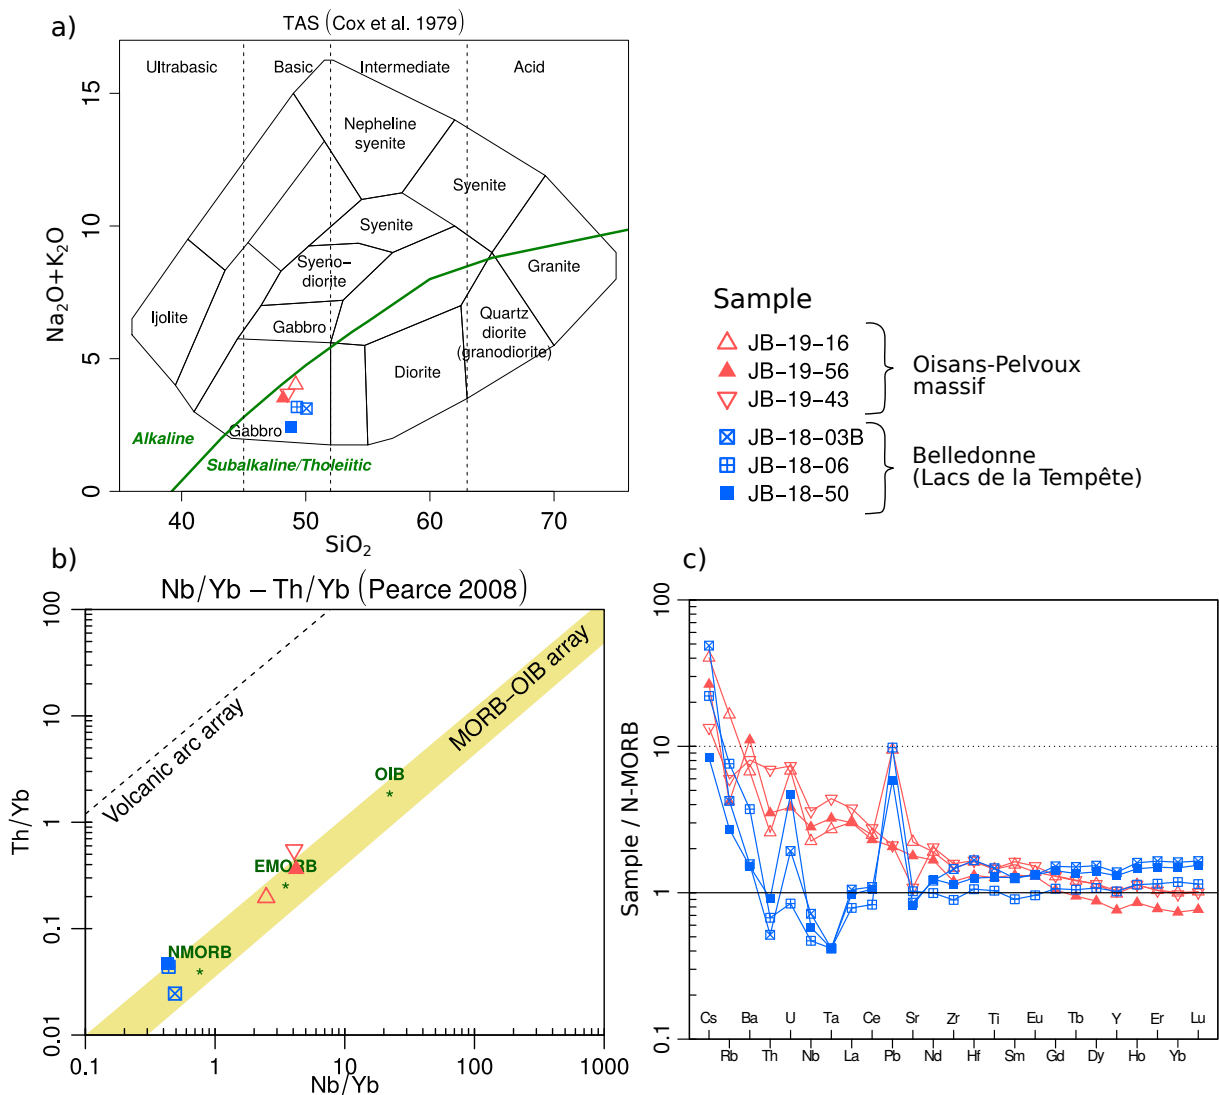 a)
TAS (Cox et al. 1979)
Ultrabasic
Basic
Intermediate
Acid
Nepheline
syenite
Syenite
Syenite
Syeno-
diorite
Granite
Ijolite
Gabbro
Quartz
diorite
(granodiorite)
Diorite
Gabbro
Alkaline
Subalkaline/Tholeiitic
Na₂O+K₂O
15
10
5
0
40
50
60
70
SiO₂
Sample
JB−19−16
JB−19−56
JB−19−43
Oisans-Pelvoux
massif
JB−18−03B
JB−18−06
JB−18−50
Belledonne
(Lacs de la Tempête)
b)
Nb/Yb − Th/Yb (Pearce 2008)
Th/Yb
100
10
1
0.1
0.01
Volcanic arc array
MORB−OIB array
OIB
*
EMORB
*
NMORB
*
0.1
1
10
100
1000
Nb/Yb
c)
Sample / N-MORB
100
10
1
0.1
Cs
Ba
U
Ta
Ce
Sr
Zr
Ti
Eu
Tb
Y
Er
Lu
Rb
Th
Nb
La
Pb
Nd
Hf
Sm
Gd
Dy
Ho
Yb